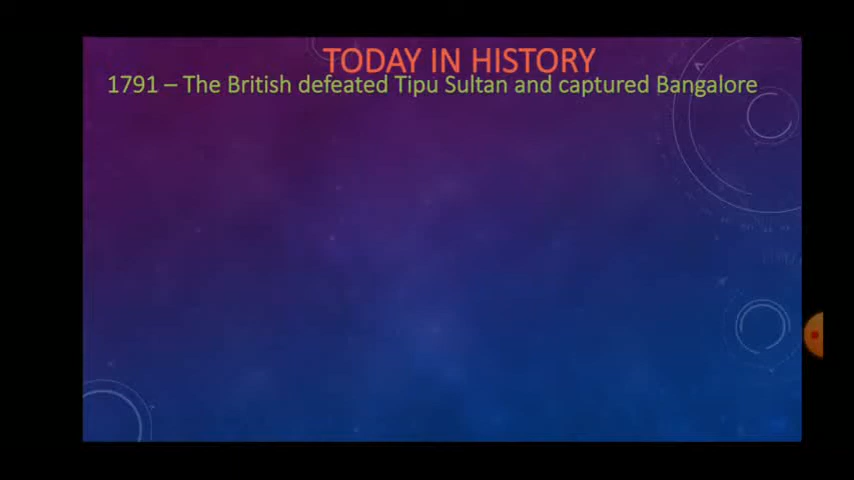 TODAY IN HISTORY
1791 – The British defeated Tipu Sultan and captured Bangalore